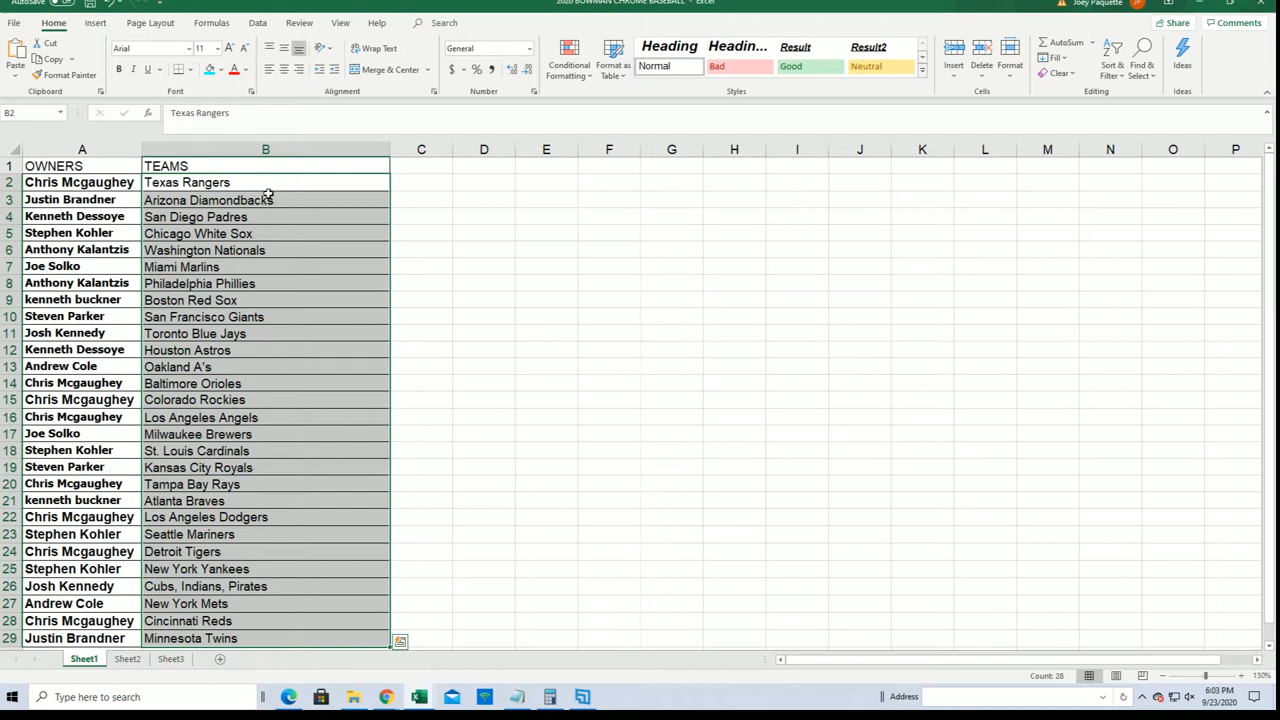 AutoSave Off
2020 BOWMAN CHROME BASEBALL - Excel
Joey Paquette JP
File Home Insert Page Layout Formulas Data Review View Help Search Share Comments
Paste Cut Copy Format Painter
Arial 11 B I U
Wrap Text Merge & Center
General $ % ,
Conditional Formatting Format as Table
Heading Headin... Result Result2
Normal Bad Good Neutral
Insert Delete Format
AutoSum Fill Clear
Sort & Filter Find & Select
Ideas
Clipboard Font Alignment Number Styles Cells Editing Ideas
B2 fx Texas Rangers
A B C D E F G H I J K L M N O P
1 OWNERS TEAMS
2 Chris Mcgaughey Texas Rangers
3 Justin Brandner Arizona Diamondbacks
4 Kenneth Dessoye San Diego Padres
5 Stephen Kohler Chicago White Sox
6 Anthony Kalantzis Washington Nationals
7 Joe Solko Miami Marlins
8 Anthony Kalantzis Philadelphia Phillies
9 kenneth buckner Boston Red Sox
10 Steven Parker San Francisco Giants
11 Josh Kennedy Toronto Blue Jays
12 Kenneth Dessoye Houston Astros
13 Andrew Cole Oakland A's
14 Chris Mcgaughey Baltimore Orioles
15 Chris Mcgaughey Colorado Rockies
16 Chris Mcgaughey Los Angeles Angels
17 Joe Solko Milwaukee Brewers
18 Stephen Kohler St. Louis Cardinals
19 Steven Parker Kansas City Royals
20 Chris Mcgaughey Tampa Bay Rays
21 kenneth buckner Atlanta Braves
22 Chris Mcgaughey Los Angeles Dodgers
23 Stephen Kohler Seattle Mariners
24 Chris Mcgaughey Detroit Tigers
25 Stephen Kohler New York Yankees
26 Josh Kennedy Cubs, Indians, Pirates
27 Andrew Cole New York Mets
28 Chris Mcgaughey Cincinnati Reds
29 Justin Brandner Minnesota Twins
Sheet1 Sheet2 Sheet3
Count: 28 130%
Type here to search Address 6:03 PM
9/23/2020